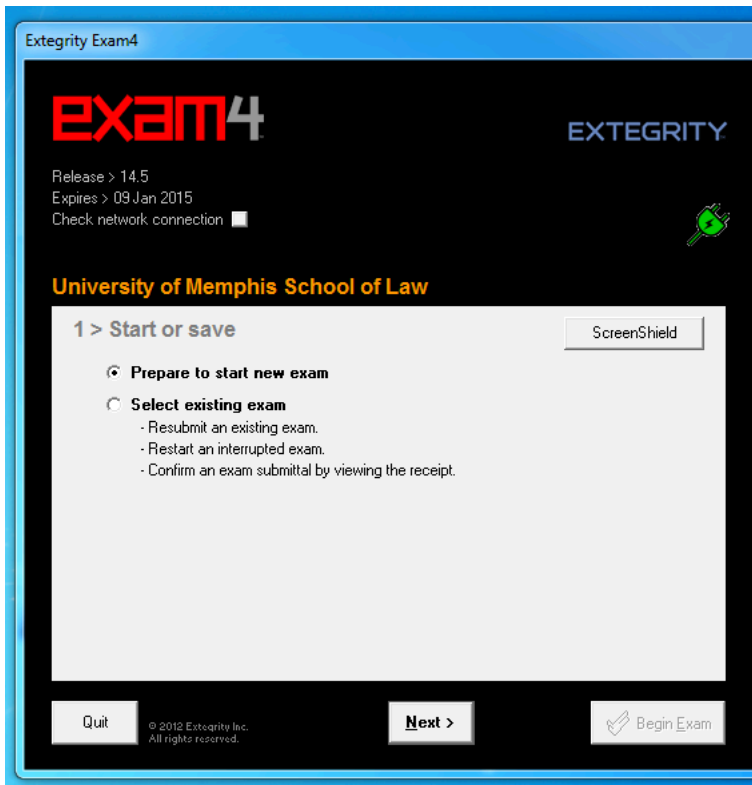 Extegrity Exam4
exam4
EXTEGRITY
Release > 14.5
Expires > 09 Jan 2015
Check network connection
University of Memphis School of Law
1 > Start or save
ScreenShield
Prepare to start new exam
Select existing exam
- Resubmit an existing exam.
- Restart an interrupted exam.
- Confirm an exam submittal by viewing the receipt.
Quit
© 2012 Extegrity Inc.
All rights reserved.
Next >
Begin Exam